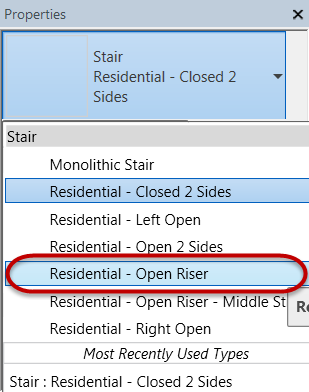 Properties
Stair
Residential - Closed 2
Sides
Stair
Monolithic Stair
Residential - Closed 2 Sides
Residential - Left Open
Residential - Open 2 Sides
Residential - Open Riser
Residential - Open Riser - Middle St
Re
Residential - Right Open
Most Recently Used Types
Stair : Residential - Closed 2 Sides